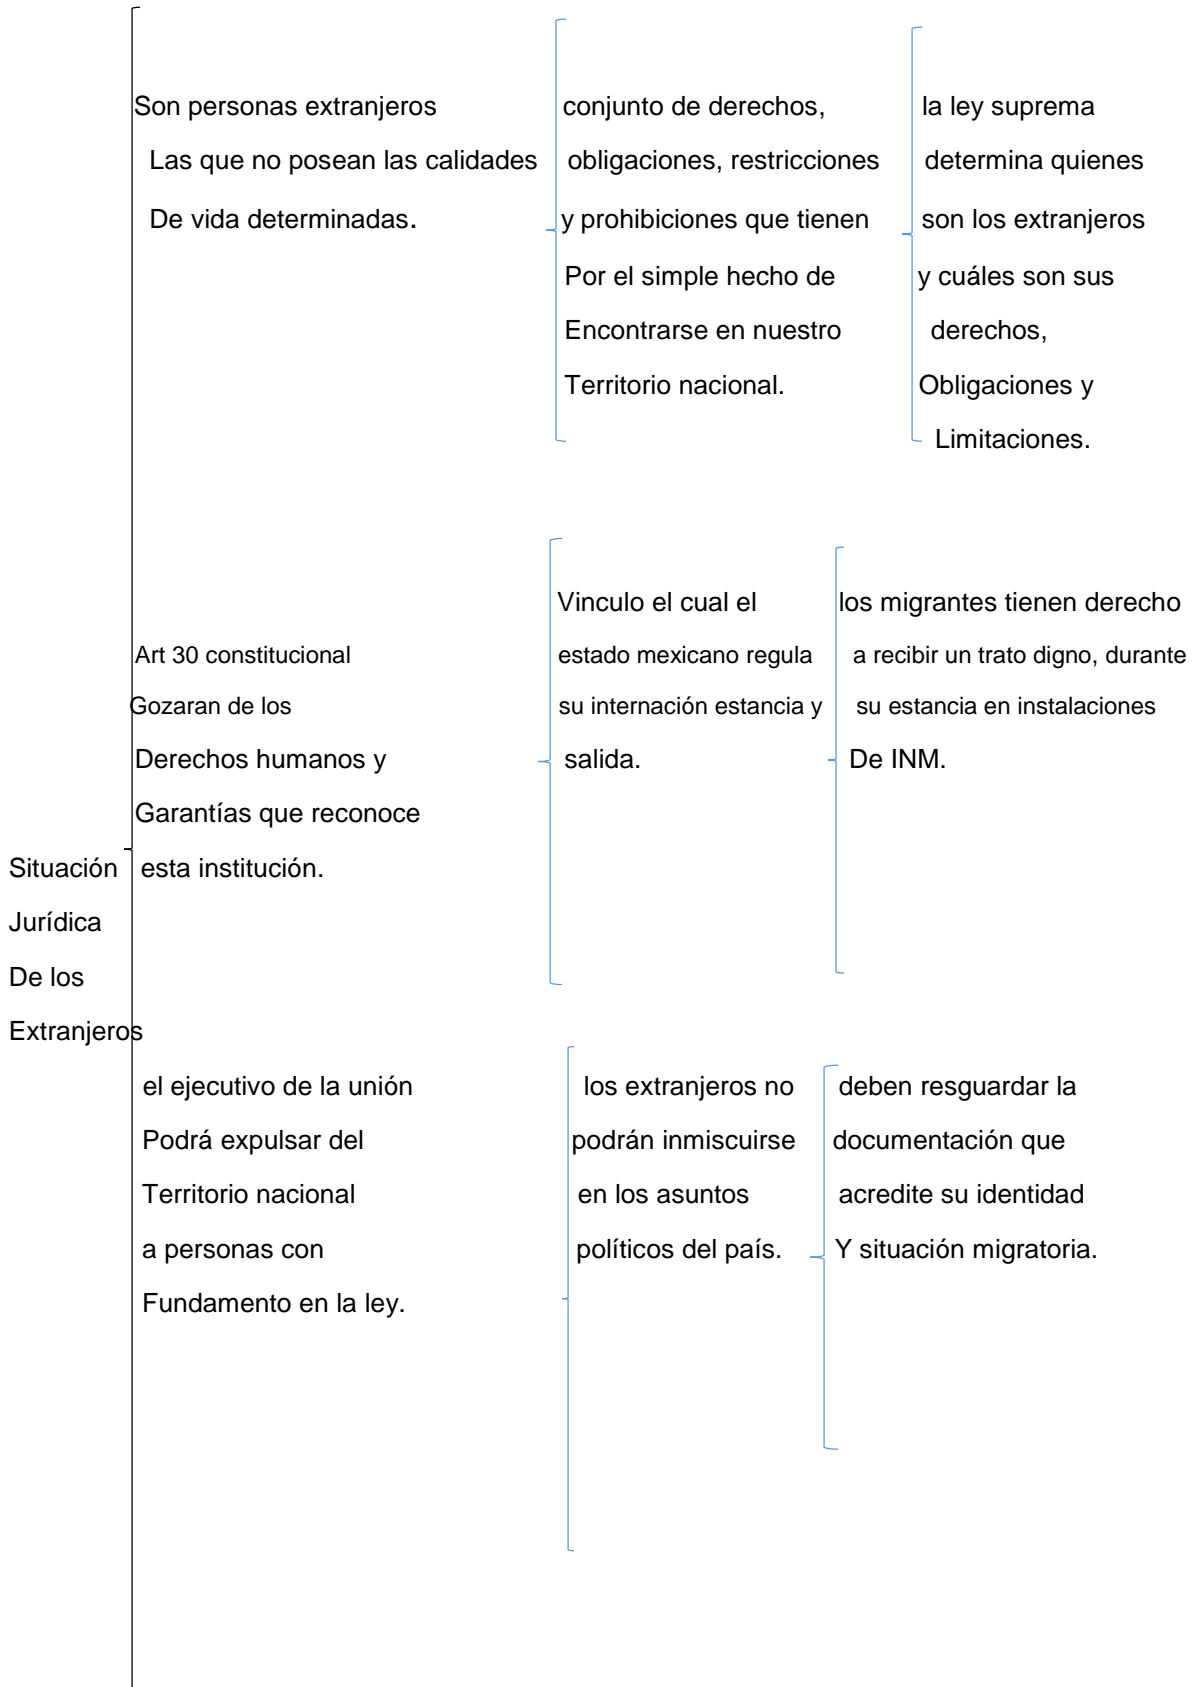 Son personas extranjeros
Las que no posean las calidades
De vida determinadas.
conjunto de derechos,
obligaciones, restricciones
y prohibiciones que tienen
Por el simple hecho de
Encontrarse en nuestro
Territorio nacional.
la ley suprema
determina quienes
son los extranjeros
y cuáles son sus
derechos,
Obligaciones y
Limitaciones.
Art 30 constitucional
Gozaran de los
Derechos humanos y
Garantías que reconoce
esta institución.
Vinculo el cual el
estado mexicano regula
su internación estancia y
salida.
los migrantes tienen derecho
a recibir un trato digno, durante
su estancia en instalaciones
De INM.
Situación
Jurídica
De los
Extranjeros
el ejecutivo de la unión
Podrá expulsar del
Territorio nacional
a personas con
Fundamento en la ley.
los extranjeros no
podrán inmiscuirse
en los asuntos
políticos del país.
deben resguardar la
documentación que
acredite su identidad
Y situación migratoria.